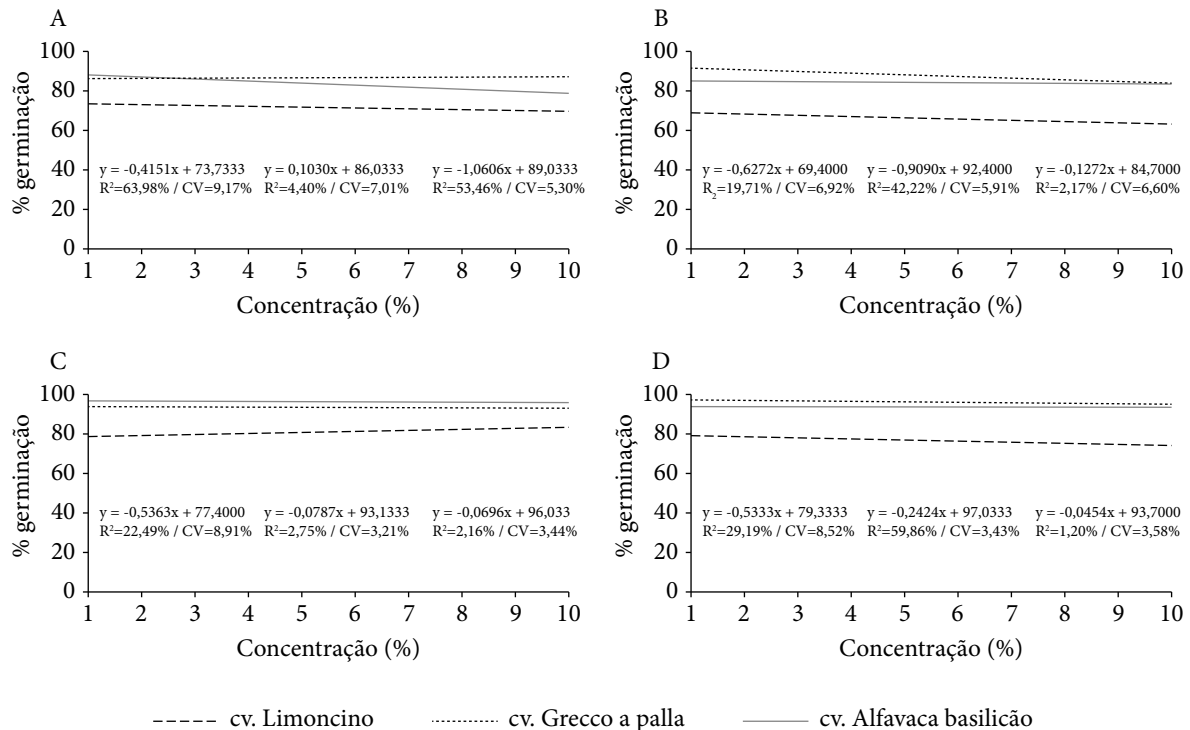 A
% germinação
100
80
60
40
20
0
y = -0,4151x + 73,7333 y = 0,1030x + 86,0333 y = -1,0606x + 89,0333
R²=63,98% / CV=9,17% R²=4,40% / CV=7,01% R²=53,46% / CV=5,30%
1 2 3 4 5 6 7 8 9 10
Concentração (%)
B
% germinação
100
80
60
40
20
0
y = -0,6272x + 69,4000 y = -0,9090x + 92,4000 y = -0,1272x + 84,7000
R₂=19,71% / CV=6,92% R²=42,22% / CV=5,91% R²=2,17% / CV=6,60%
1 2 3 4 5 6 7 8 9 10
Concentração (%)
C
% germinação
100
80
60
40
20
0
y = -0,5363x + 77,4000 y = -0,0787x + 93,1333 y = -0,0696x + 96,033
R²=22,49% / CV=8,91% R²=2,75% / CV=3,21% R²=2,16% / CV=3,44%
1 2 3 4 5 6 7 8 9 10
Concentração (%)
D
% germinação
100
80
60
40
20
0
y = -0,5333x + 79,3333 y = -0,2424x + 97,0333 y = -0,0454x + 93,7000
R²=29,19% / CV=8,52% R²=59,86% / CV=3,43% R²=1,20% / CV=3,58%
1 2 3 4 5 6 7 8 9 10
Concentração (%)
cv. Limoncino cv. Grecco a palla cv. Alfavaca basilicão